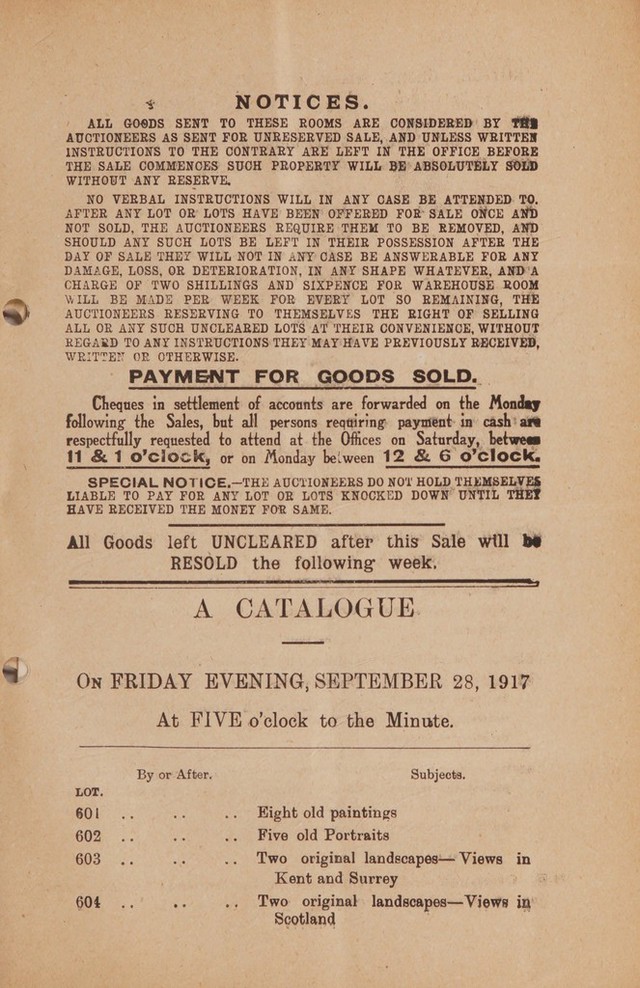 NOTICES.
ALL GOODS SENT TO THESE ROOMS ARE CONSIDERED BY THE
AUCTIONEERS AS SENT FOR UNRESERVED SALE, AND UNLESS WRITTEN
INSTRUCTIONS TO THE CONTRARY ARE LEFT IN THE OFFICE BEFORE
THE SALE COMMENCES SUCH PROPERTY WILL BE ABSOLUTELY SOLD
WITHOUT ANY RESERVE.
NO VERBAL INSTRUCTIONS WILL IN ANY CASE BE ATTENDED TO.
AFTER ANY LOT OR LOTS HAVE BEEN OFFERED FOR SALE ONCE AND
NOT SOLD, THE AUCTIONEERS REQUIRE THEM TO BE REMOVED, AND
SHOULD ANY SUCH LOTS BE LEFT IN THEIR POSSESSION AFTER THE
DAY OF SALE THEY WILL NOT IN ANY CASE BE ANSWERABLE FOR ANY
DAMAGE, LOSS, OR DETERIORATION, IN ANY SHAPE WHATEVER, AND A
CHARGE OF TWO SHILLINGS AND SIXPENCE FOR WAREHOUSE ROOM
WILL BE MADE PER WEEK FOR EVERY LOT SO REMAINING, THE
AUCTIONEERS RESERVING TO THEMSELVES THE RIGHT OF SELLING
ALL OR ANY SUCH UNCLEARED LOTS AT THEIR CONVENIENCE, WITHOUT
REGARD TO ANY INSTRUCTIONS THEY MAY HAVE PREVIOUSLY RECEIVED,
WRITTEN OR OTHERWISE.
PAYMENT FOR GOODS SOLD.
Cheques in settlement of accounts are forwarded on the Monday
following the Sales, but all persons requiring payment in cash are
respectfully requested to attend at the Offices on Saturday, between
11 & 1 o'clock, or on Monday between 12 & 6 o'clock.
SPECIAL NOTICE.—THE AUCTIONEERS DO NOT HOLD THEMSELVES
LIABLE TO PAY FOR ANY LOT OR LOTS KNOCKED DOWN UNTIL THEY
HAVE RECEIVED THE MONEY FOR SAME.
All Goods left UNCLEARED after this Sale will be
RESOLD the following week.
A CATALOGUE
ON FRIDAY EVENING, SEPTEMBER 28, 1917
At FIVE o'clock to the Minute.
By or After. Subjects.
LOT.
601 .. .. .. Eight old paintings
602 .. .. .. Five old Portraits
603 .. .. .. Two original landscapes—Views in
Kent and Surrey
604 .. .. .. Two original landscapes—Views in
Scotland